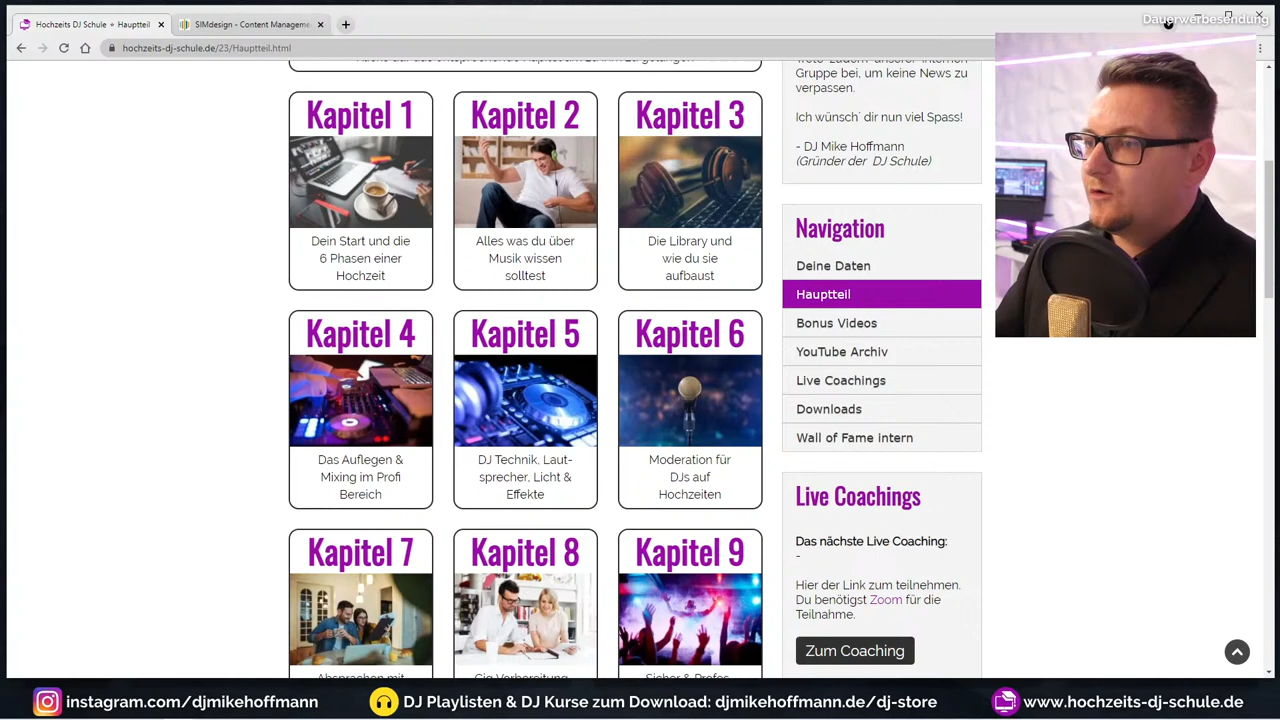 Dauerwerbesendung
Hochzeits DJ Schule ★ Hauptteil
SIMdesign - Content Manageme
hochzeits-dj-schule.de/23/Hauptteil.html
Gruppe bei, um keine News zu
verpassen.
Ich wünsch' dir nun viel Spass!
- DJ Mike Hoffmann
(Gründer der DJ Schule)
Kapitel 1
Dein Start und die
6 Phasen einer
Hochzeit
Kapitel 2
Alles was du über
Musik wissen
solltest
Kapitel 3
Die Library und
wie du sie
aufbaust
Kapitel 4
Das Auflegen &
Mixing im Profi
Bereich
Kapitel 5
DJ Technik, Laut-
sprecher, Licht &
Effekte
Kapitel 6
Moderation für
DJs auf
Hochzeiten
Kapitel 7
Kapitel 8
Kapitel 9
Navigation
Deine Daten
Hauptteil
Bonus Videos
YouTube Archiv
Live Coachings
Downloads
Wall of Fame intern
Live Coachings
Das nächste Live Coaching:
-
Hier der Link zum teilnehmen.
Du benötigst Zoom für die
Teilnahme.
Zum Coaching
instagram.com/djmikehoffmann
DJ Playlisten & DJ Kurse zum Download: djmikehoffmann.de/dj-store
www.hochzeits-dj-schule.de